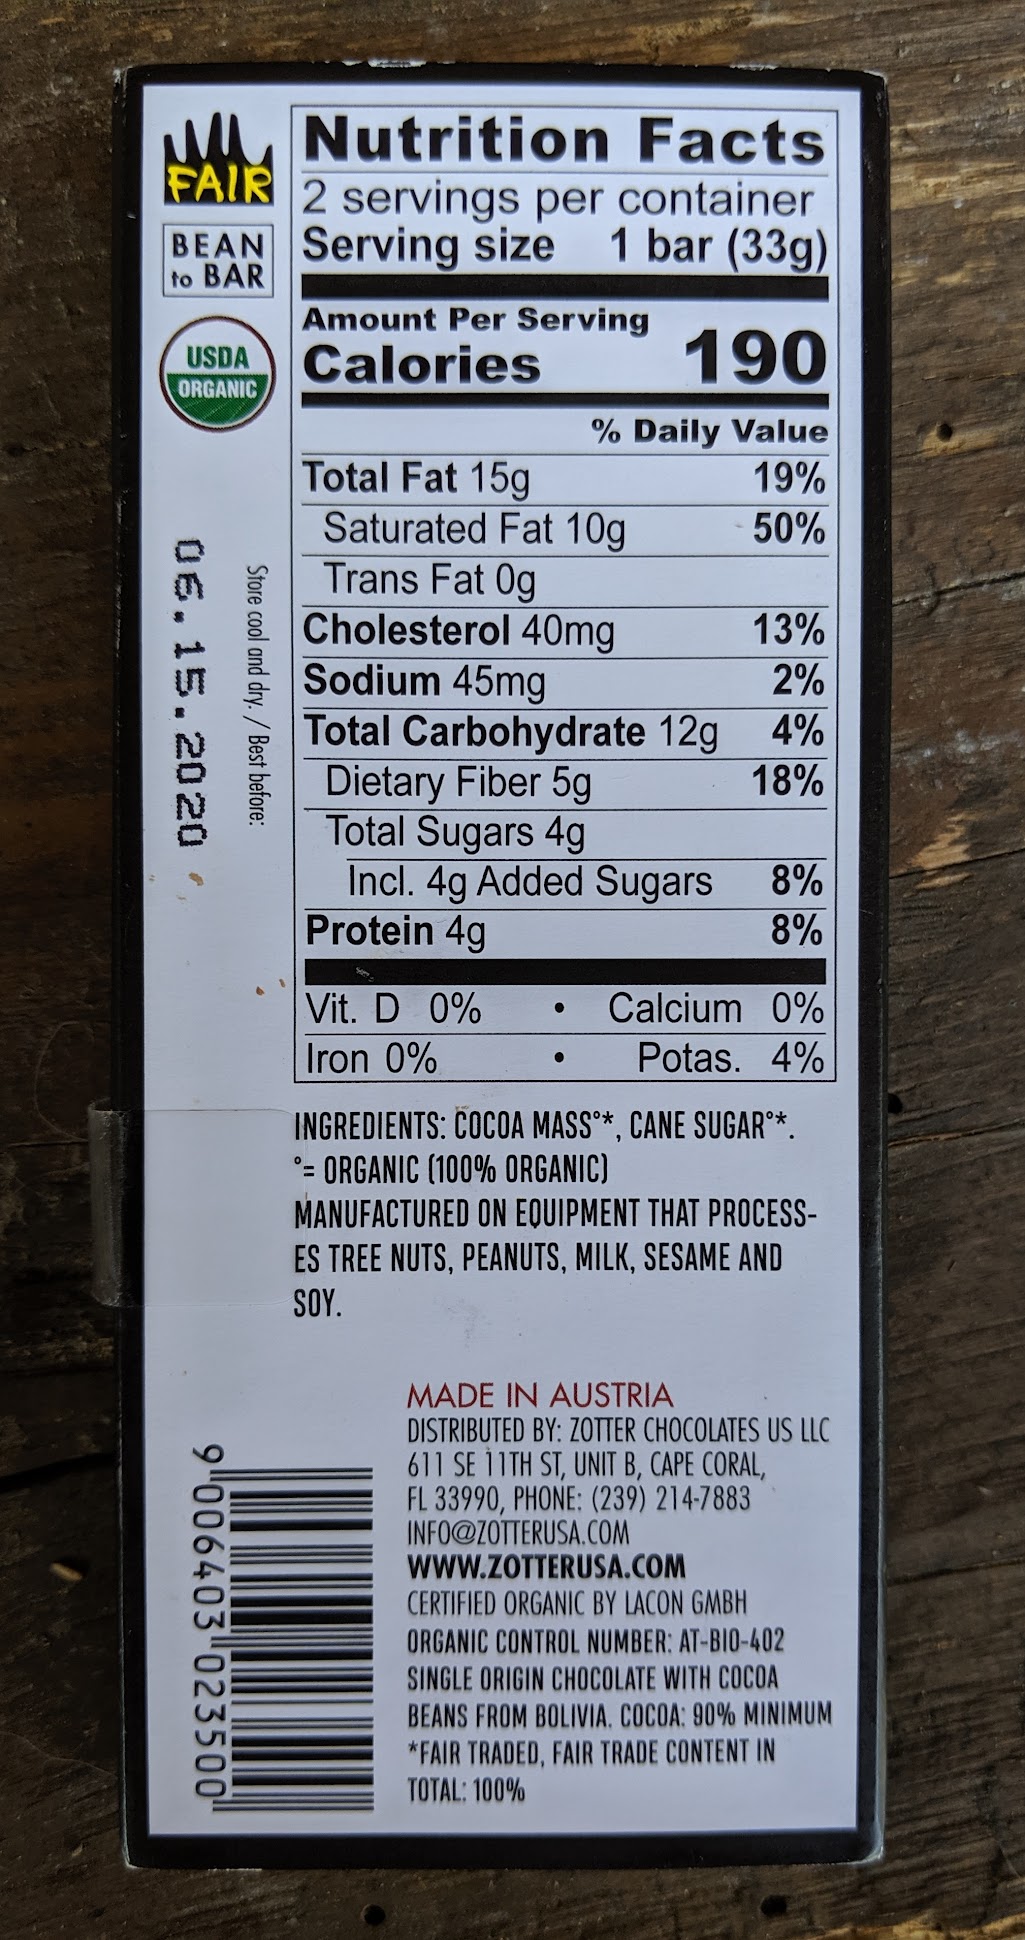 FAIR
BEAN
to BAR
USDA
ORGANIC
Store cool and dry. / Best before:
06.15.2020
Nutrition Facts
2 servings per container
Serving size 1 bar (33g)
Amount Per Serving
Calories 190
% Daily Value
Total Fat 15g 19%
Saturated Fat 10g 50%
Trans Fat 0g
Cholesterol 40mg 13%
Sodium 45mg 2%
Total Carbohydrate 12g 4%
Dietary Fiber 5g 18%
Total Sugars 4g
Incl. 4g Added Sugars 8%
Protein 4g 8%
Vit. D 0% • Calcium 0%
Iron 0% • Potas. 4%
INGREDIENTS: COCOA MASS°*, CANE SUGAR°*.
°= ORGANIC (100% ORGANIC)
MANUFACTURED ON EQUIPMENT THAT PROCESS-
ES TREE NUTS, PEANUTS, MILK, SESAME AND
SOY.
MADE IN AUSTRIA
DISTRIBUTED BY: ZOTTER CHOCOLATES US LLC
611 SE 11TH ST, UNIT B, CAPE CORAL,
FL 33990, PHONE: (239) 214-7883
INFO@ZOTTERUSA.COM
WWW.ZOTTERUSA.COM
CERTIFIED ORGANIC BY LACON GMBH
ORGANIC CONTROL NUMBER: AT-BIO-402
SINGLE ORIGIN CHOCOLATE WITH COCOA
BEANS FROM BOLIVIA. COCOA: 90% MINIMUM
*FAIR TRADED, FAIR TRADE CONTENT IN
TOTAL: 100%
9 006403 023500